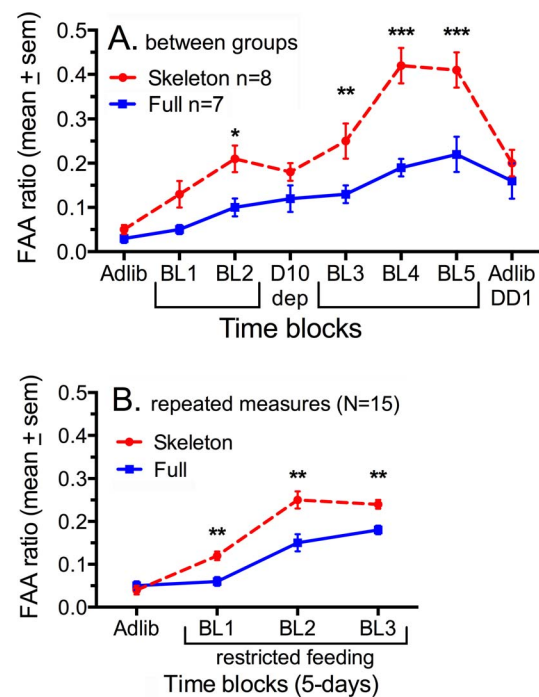 A. between groups
Skeleton n=8
Full n=7
FAA ratio (mean ± sem)
0.5
0.4
0.3
0.2
0.1
0.0
* ** *** ***
Adlib BL1 BL2 D10 dep BL3 BL4 BL5 Adlib DD1
Time blocks
B. repeated measures (N=15)
Skeleton
Full
FAA ratio (mean ± sem)
0.5
0.4
0.3
0.2
0.1
0.0
** ** **
Adlib BL1 BL2 BL3
restricted feeding
Time blocks (5-days)